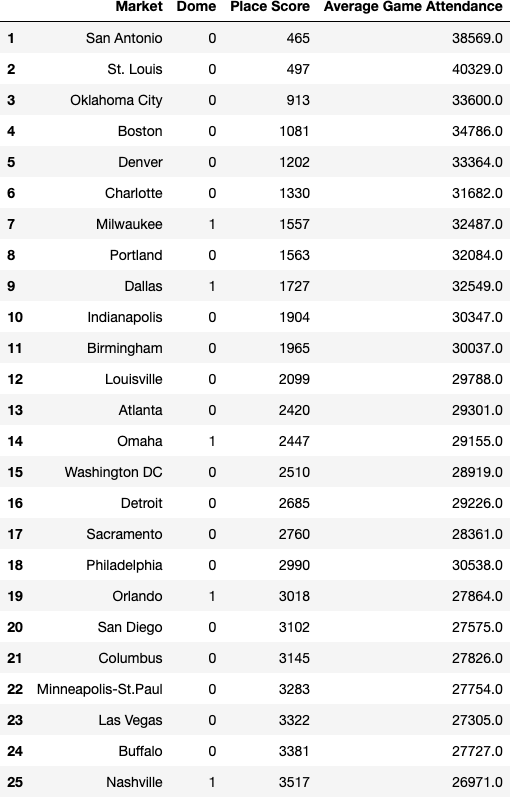 Market Dome Place Score Average Game Attendance
1 San Antonio 0 465 38569.0
2 St. Louis 0 497 40329.0
3 Oklahoma City 0 913 33600.0
4 Boston 0 1081 34786.0
5 Denver 0 1202 33364.0
6 Charlotte 0 1330 31682.0
7 Milwaukee 1 1557 32487.0
8 Portland 0 1563 32084.0
9 Dallas 1 1727 32549.0
10 Indianapolis 0 1904 30347.0
11 Birmingham 0 1965 30037.0
12 Louisville 0 2099 29788.0
13 Atlanta 0 2420 29301.0
14 Omaha 1 2447 29155.0
15 Washington DC 0 2510 28919.0
16 Detroit 0 2685 29226.0
17 Sacramento 0 2760 28361.0
18 Philadelphia 0 2990 30538.0
19 Orlando 1 3018 27864.0
20 San Diego 0 3102 27575.0
21 Columbus 0 3145 27826.0
22 Minneapolis-St.Paul 0 3283 27754.0
23 Las Vegas 0 3322 27305.0
24 Buffalo 0 3381 27727.0
25 Nashville 1 3517 26971.0